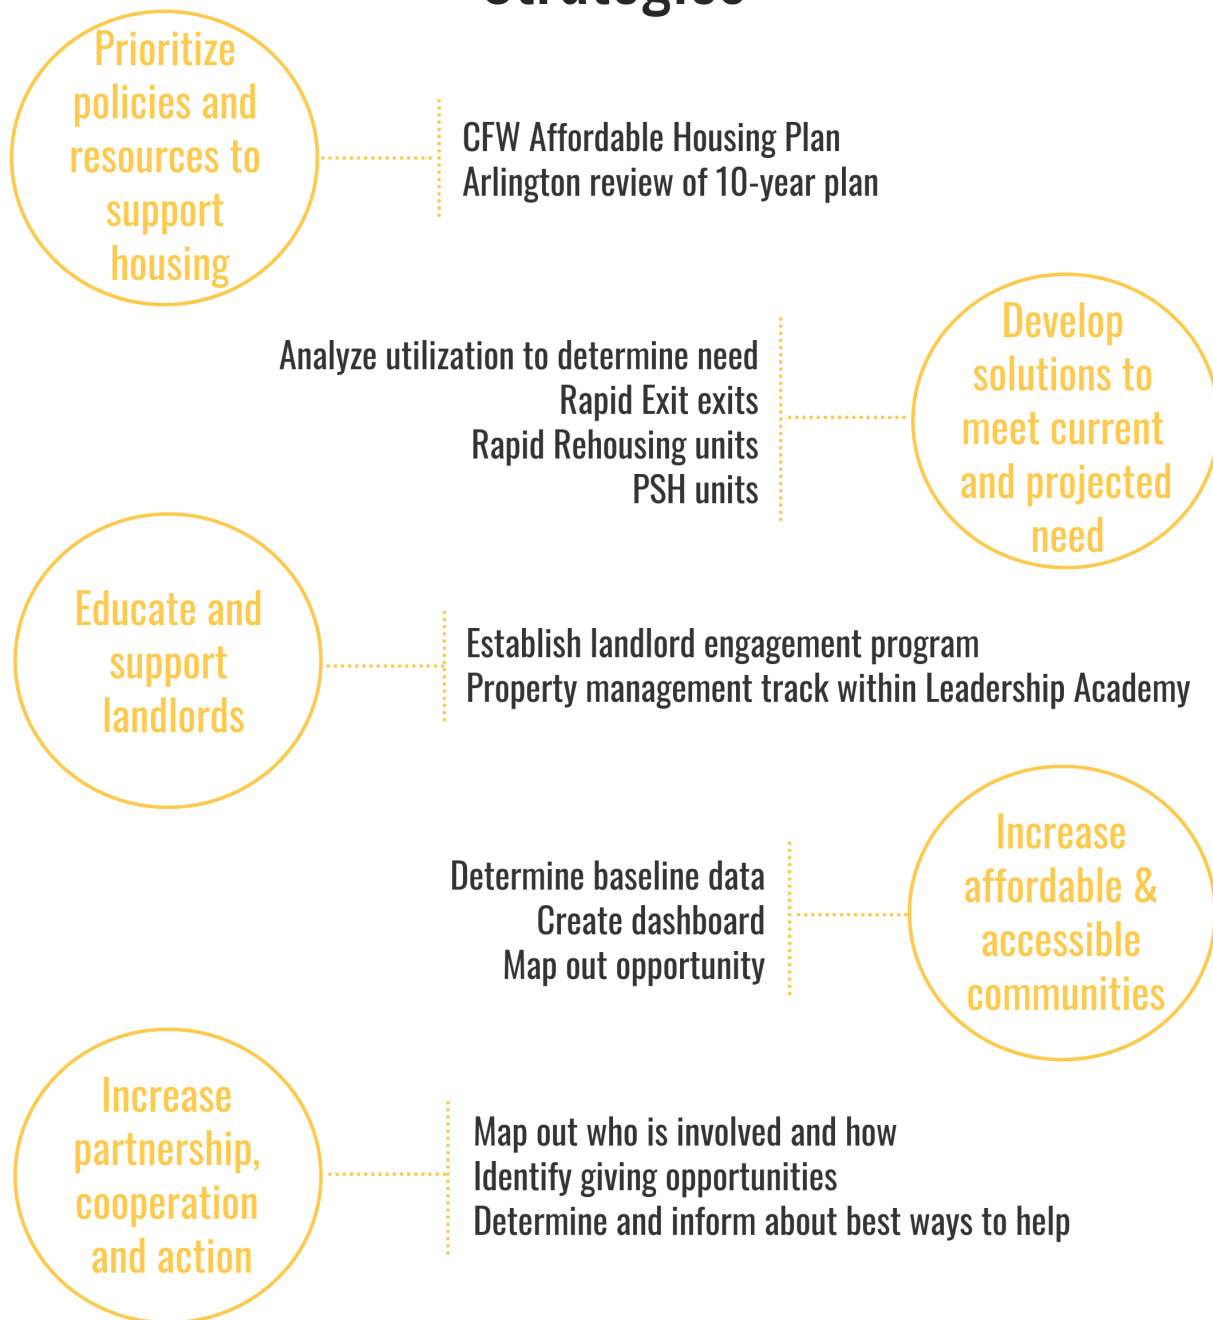 Strategies
Prioritize
policies and
resources to
support
housing
CFW Affordable Housing Plan
Arlington review of 10-year plan
Analyze utilization to determine need
Rapid Exit exits
Rapid Rehousing units
PSH units
Develop
solutions to
meet current
and projected
need
Educate and
support
landlords
Establish landlord engagement program
Property management track within Leadership Academy
Determine baseline data
Create dashboard
Map out opportunity
Increase
affordable &
accessible
communities
Increase
partnership,
cooperation
and action
Map out who is involved and how
Identify giving opportunities
Determine and inform about best ways to help